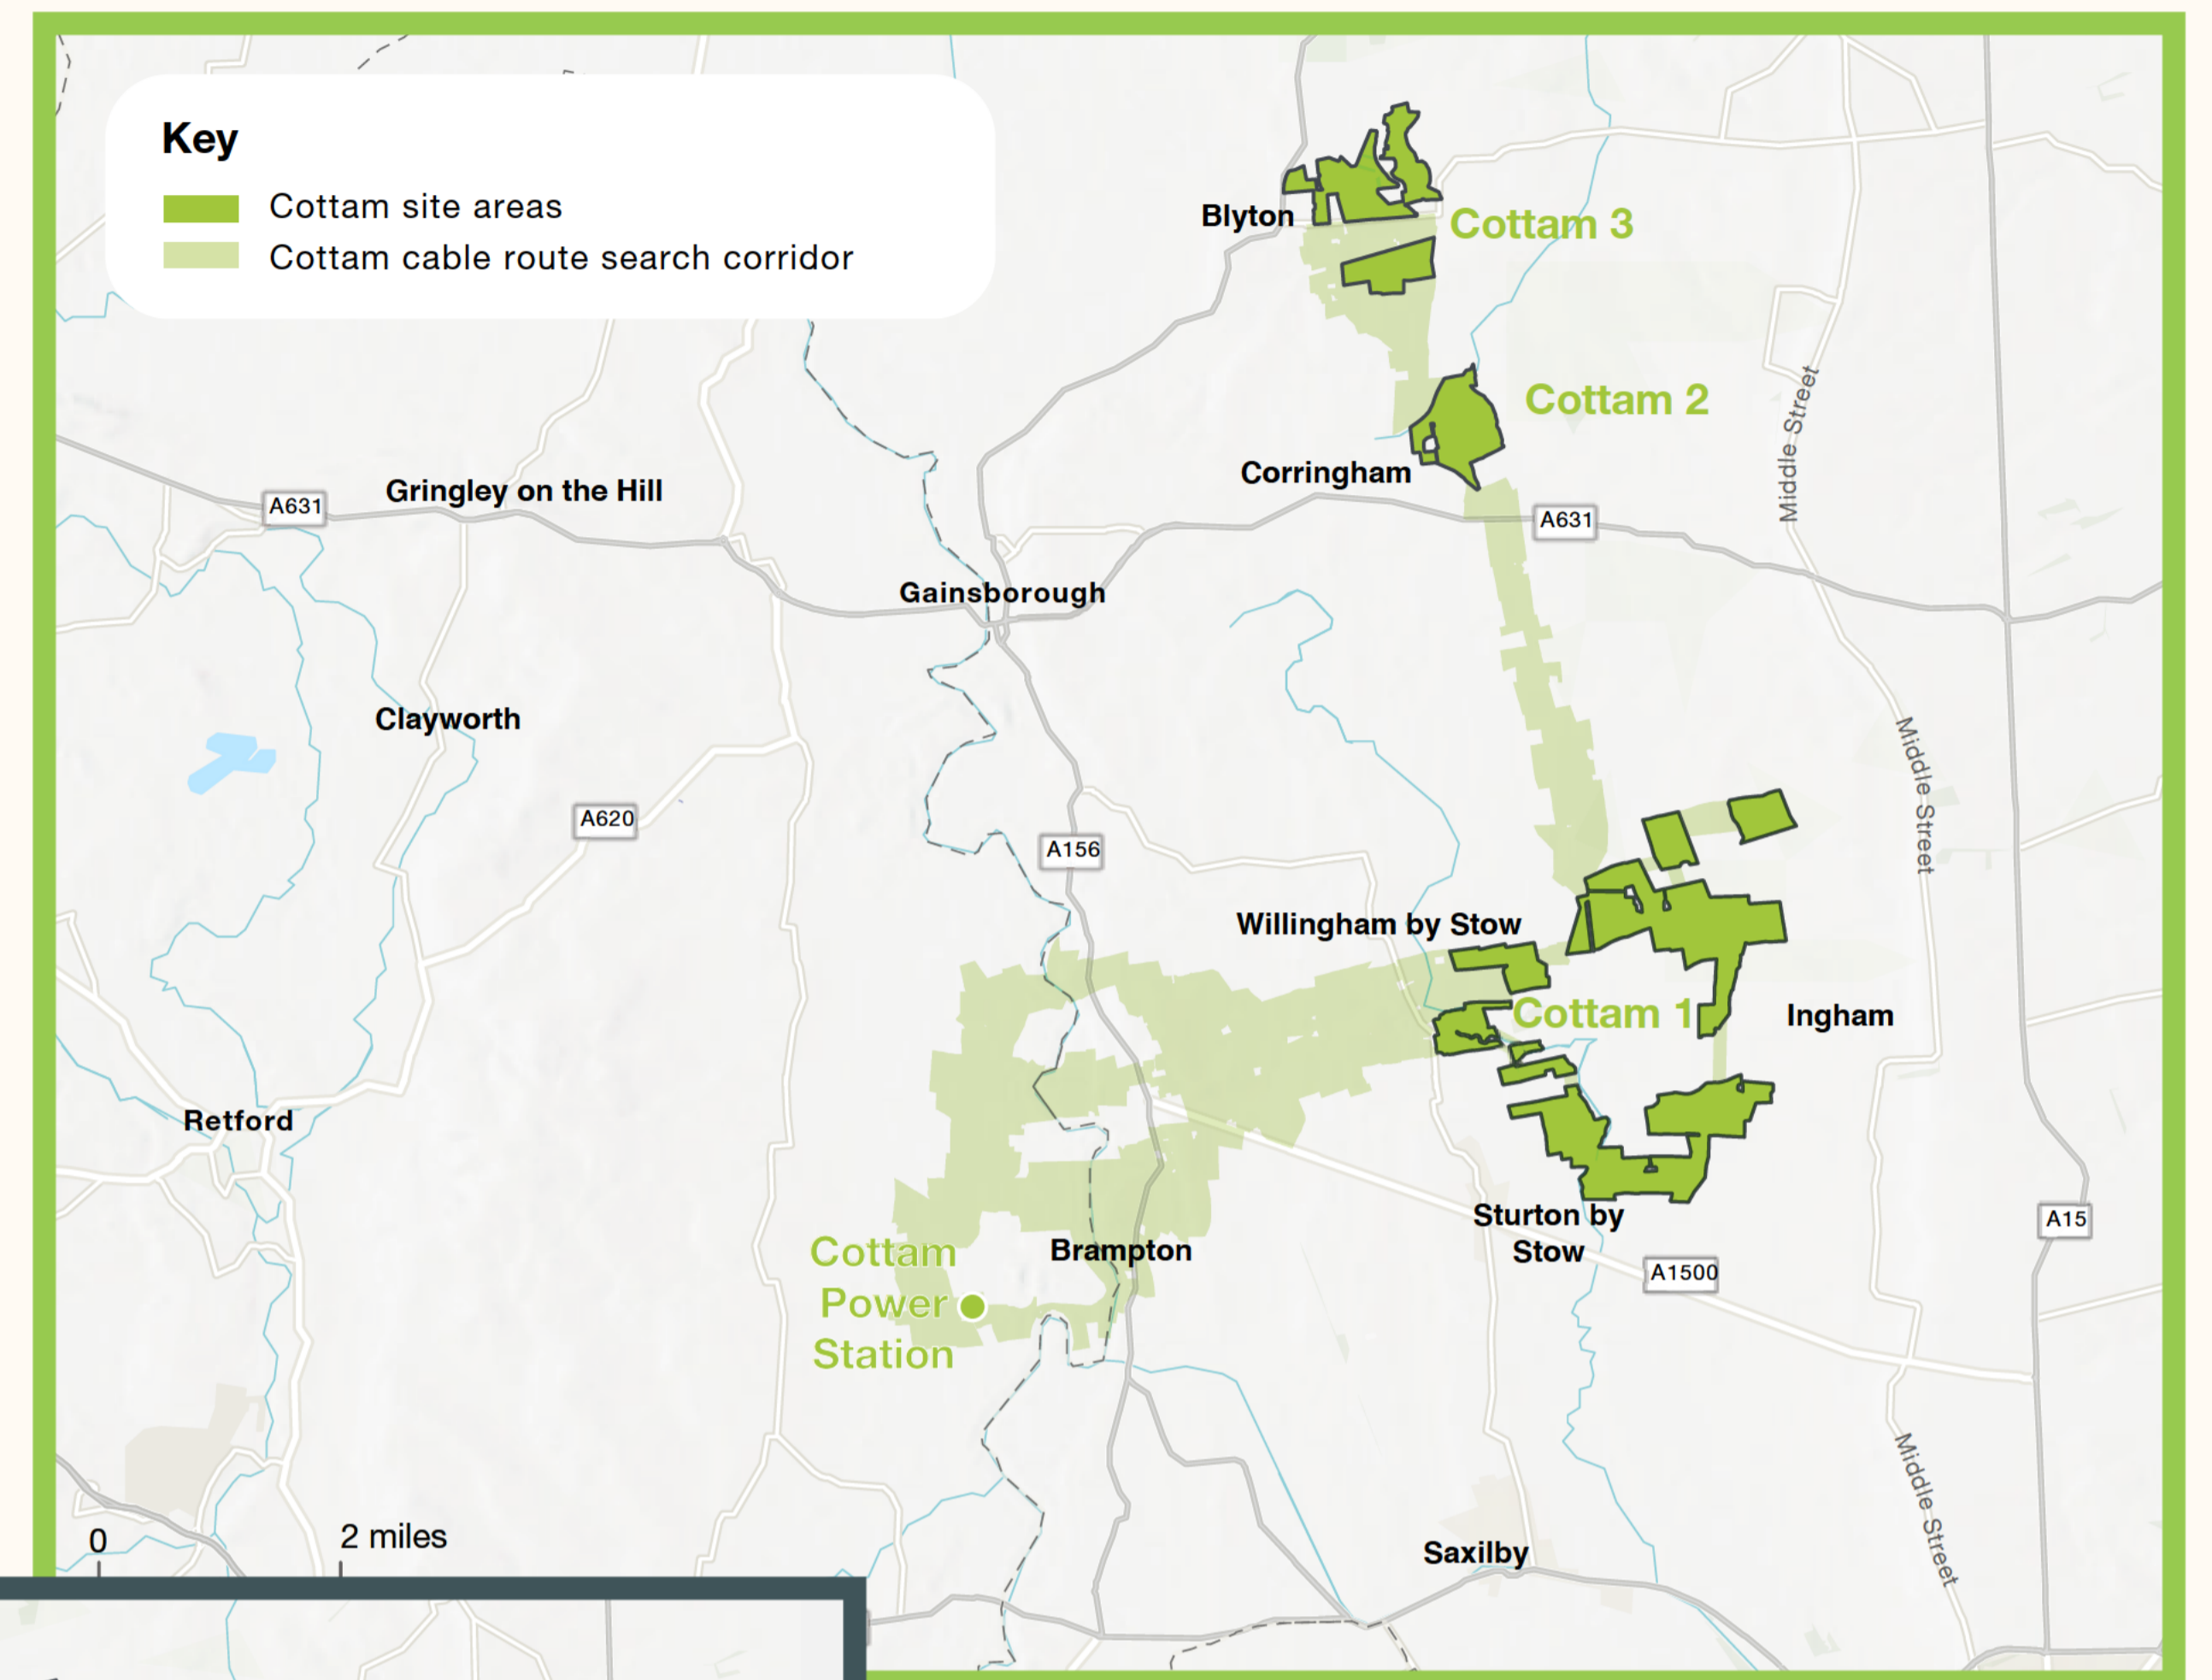 Key
Cottam site areas
Cottam cable route search corridor
Blyton
Cottam 3
Cottam 2
Middle Street
Corringham
Gringley on the Hill
A631
A631
Gainsborough
Clayworth
Middle Street
A620
A156
Willingham by Stow
Cottam 1
Ingham
Retford
Sturton by
Stow
A15
Brampton
Cottam
Power
Station
A1500
Middle Street
Saxilby
0
2 miles